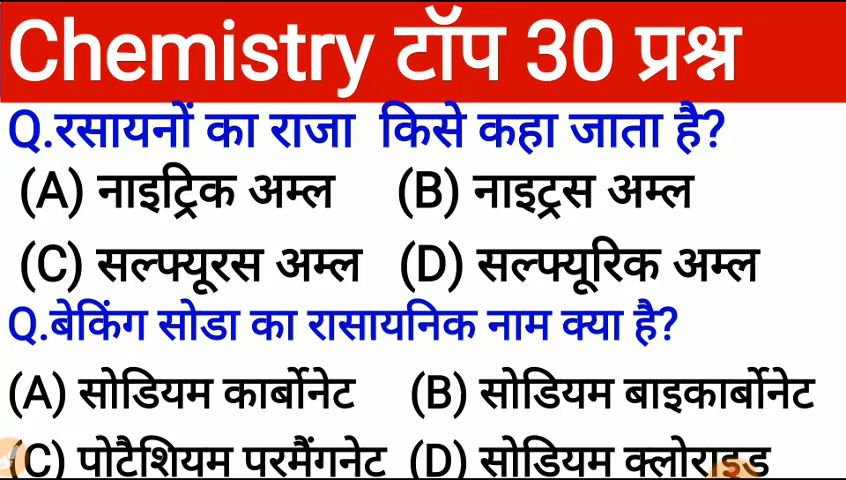 Chemistry टॉप 30 प्रश्न
Q.रसायनों का राजा किसे कहा जाता है?
(A) नाइट्रिक अम्ल (B) नाइट्रस अम्ल
(C) सल्फ्यूरस अम्ल (D) सल्फ्यूरिक अम्ल
Q.बेकिंग सोडा का रासायनिक नाम क्या है?
(A) सोडियम कार्बोनेट (B) सोडियम बाइकार्बोनेट
(C) पोटैशियम परमैंगनेट (D) सोडियम क्लोराइड